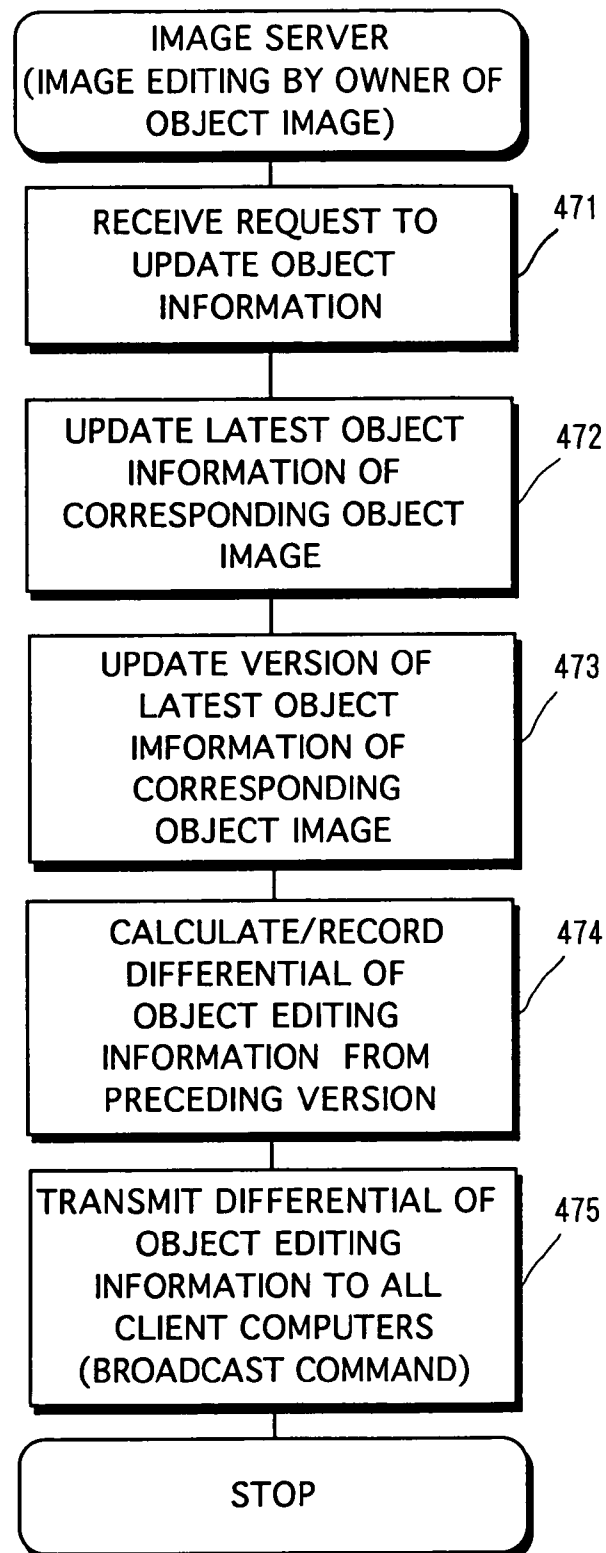 IMAGE SERVER
(IMAGE EDITING BY OWNER OF
OBJECT IMAGE)
RECEIVE REQUEST TO
UPDATE OBJECT
INFORMATION
471
UPDATE LATEST OBJECT
INFORMATION OF
CORRESPONDING OBJECT
IMAGE
472
UPDATE VERSION OF
LATEST OBJECT
IMFORMATION OF
CORRESPONDING
OBJECT IMAGE
473
CALCULATE/RECORD
DIFFERENTIAL OF
OBJECT EDITING
INFORMATION FROM
PRECEDING VERSION
474
TRANSMIT DIFFERENTIAL OF
OBJECT EDITING
INFORMATION TO ALL
CLIENT COMPUTERS
(BROADCAST COMMAND)
475
STOP